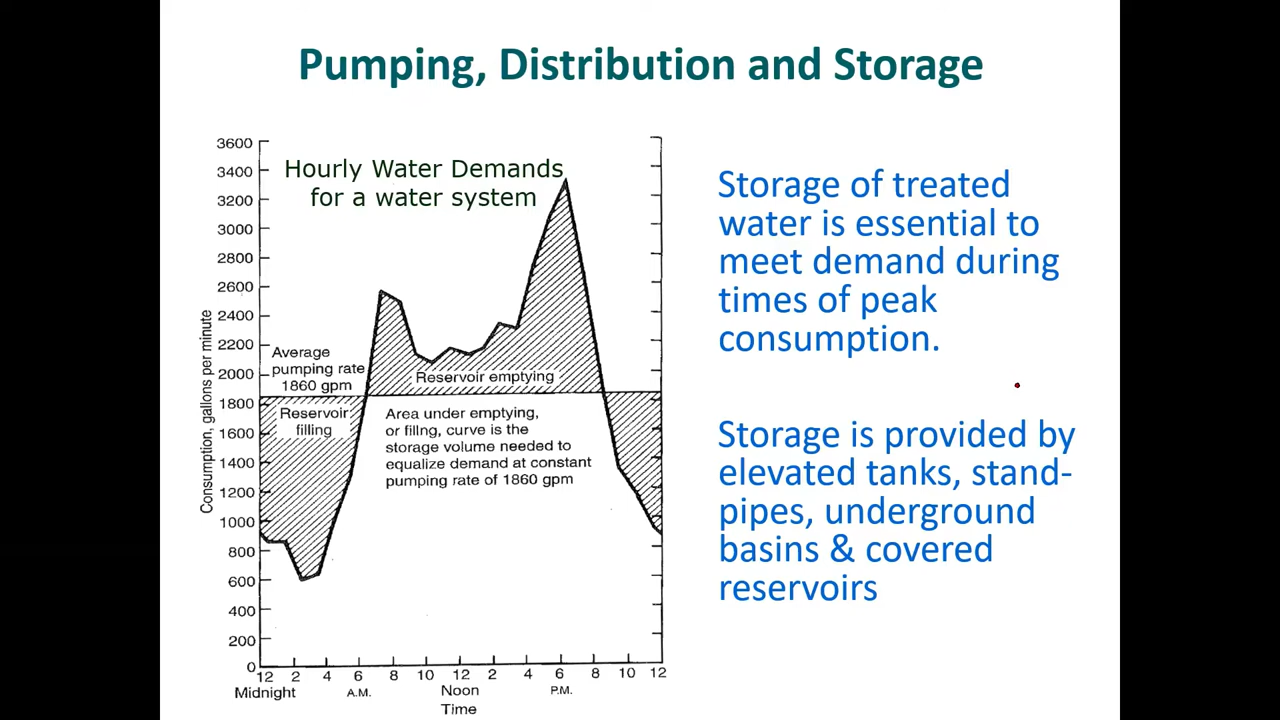 Pumping, Distribution and Storage
Hourly Water Demands
for a water system
3600
3400
3200
3000
2800
2600
2400
2200
2000
1800
1600
1400
1200
1000
800
600
400
200
0
Consumption, gallons per minute
Average
pumping rate
1860 gpm
Reservoir
filling
Reservoir emptying
Area under emptying,
or fillng, curve is the
storage volume needed to
equalize demand at constant
pumping rate of 1860 gpm
12 2 4 6 8 10 12 2 4 6 8 10 12
Midnight A.M. Noon P.M.
Time
Storage of treated
water is essential to
meet demand during
times of peak
consumption.
Storage is provided by
elevated tanks, stand-
pipes, underground
basins & covered
reservoirs